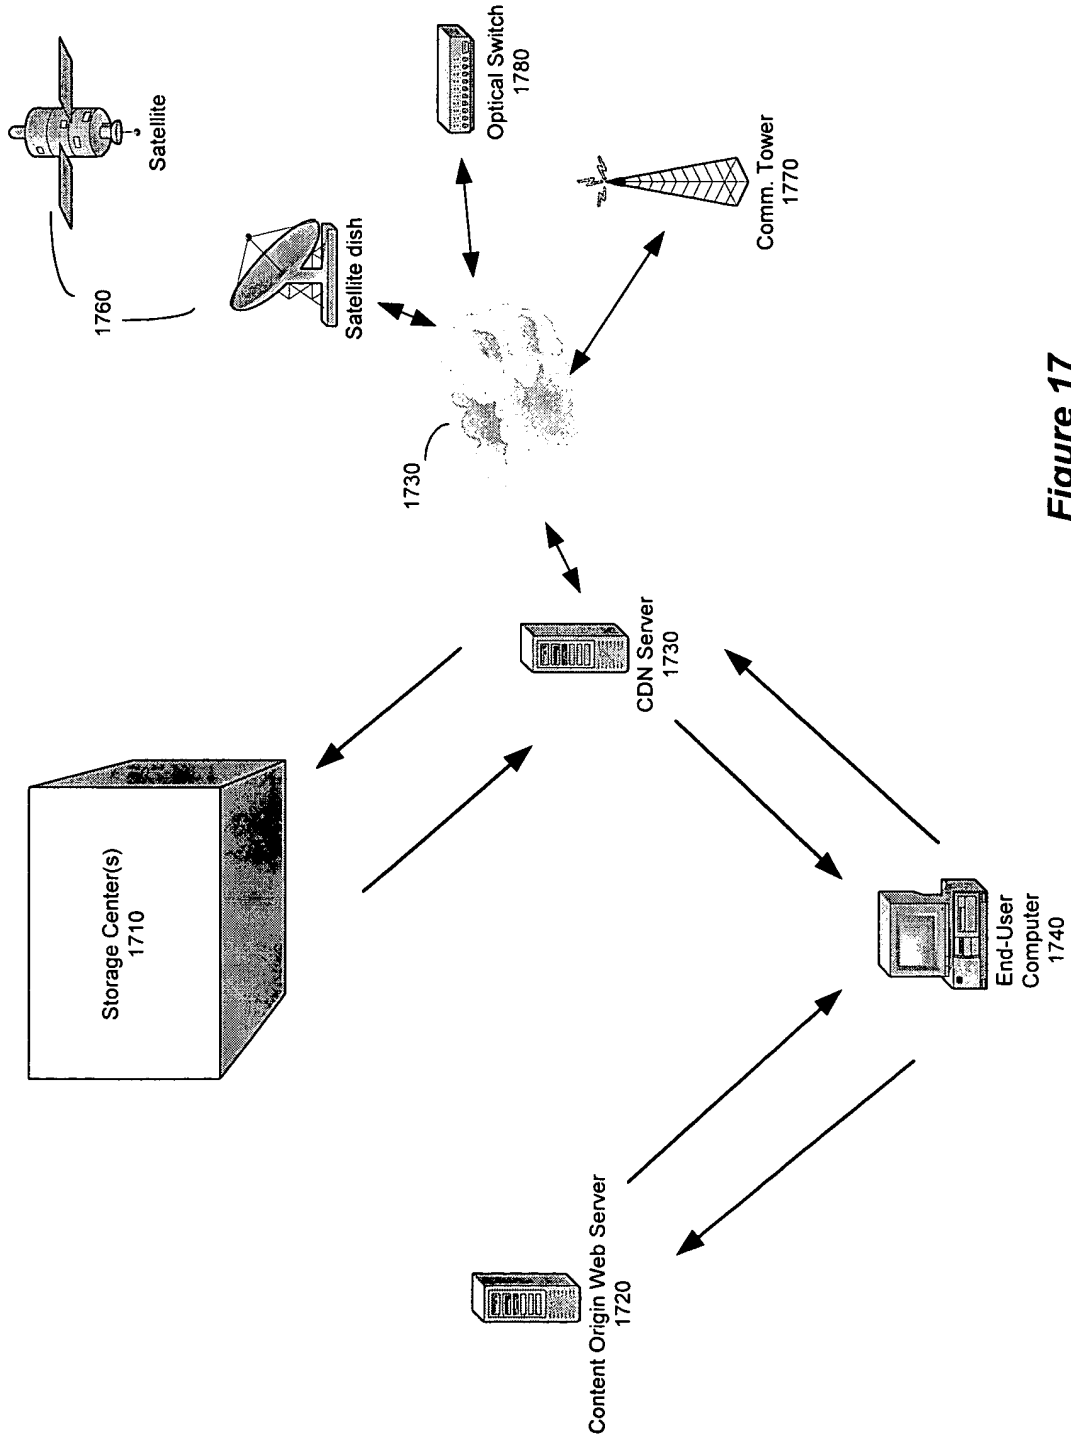 Storage Center(s)
1710
Satellite
1760
Satellite dish
Optical Switch
1780
Comm. Tower
1770
1730
CDN Server
1730
Content Origin Web Server
1720
End-User
Computer
1740
Figure 17